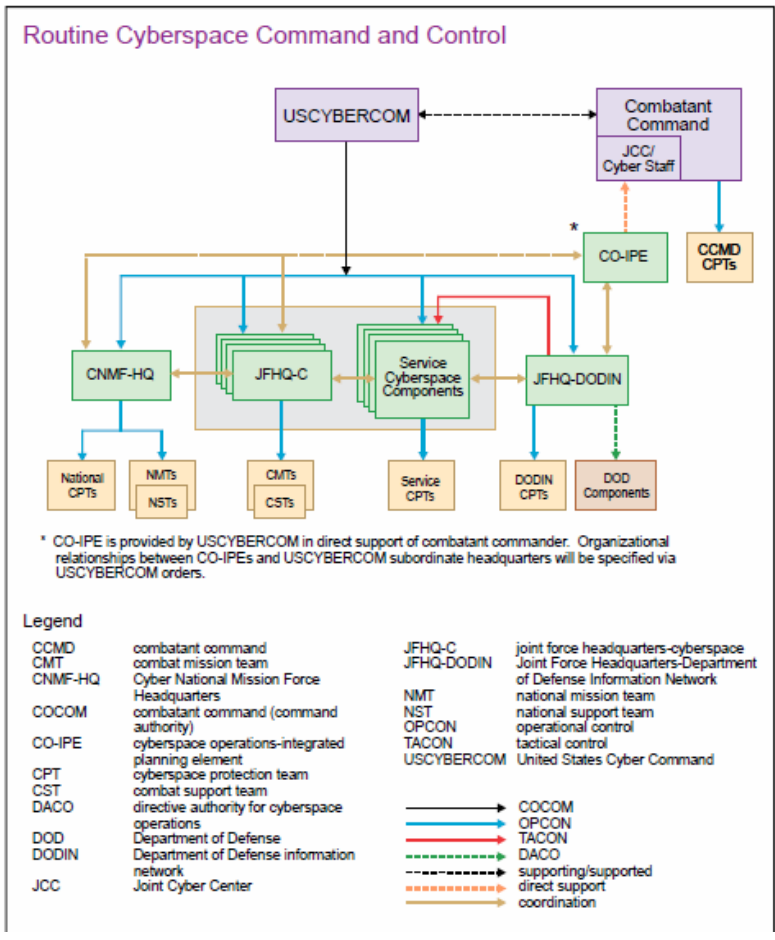 Routine Cyberspace Command and Control
USCYBERCOM
Combatant
Command
JCC/
Cyber Staff
*
CO-IPE
CCMD
CPTs
CNMF-HQ
JFHQ-C
Service
Cyberspace
Components
JFHQ-DODIN
National
CPTs
NMTs
NSTs
CMTs
CSTs
Service
CPTs
DODIN
CPTs
DOD
Components
* CO-IPE is provided by USCYBERCOM in direct support of combatant commander. Organizational
relationships between CO-IPEs and USCYBERCOM subordinate headquarters will be specified via
USCYBERCOM orders.
Legend
CCMD combatant command
CMT combat mission team
CNMF-HQ Cyber National Mission Force
Headquarters
COCOM combatant command (command
authority)
CO-IPE cyberspace operations-integrated
planning element
CPT cyberspace protection team
CST combat support team
DACO directive authority for cyberspace
operations
DOD Department of Defense
DODIN Department of Defense information
network
JCC Joint Cyber Center
JFHQ-C joint force headquarters-cyberspace
JFHQ-DODIN Joint Force Headquarters-Department
of Defense Information Network
NMT national mission team
NST national support team
OPCON operational control
TACON tactical control
USCYBERCOM United States Cyber Command
COCOM
OPCON
TACON
DACO
supporting/supported
direct support
coordination